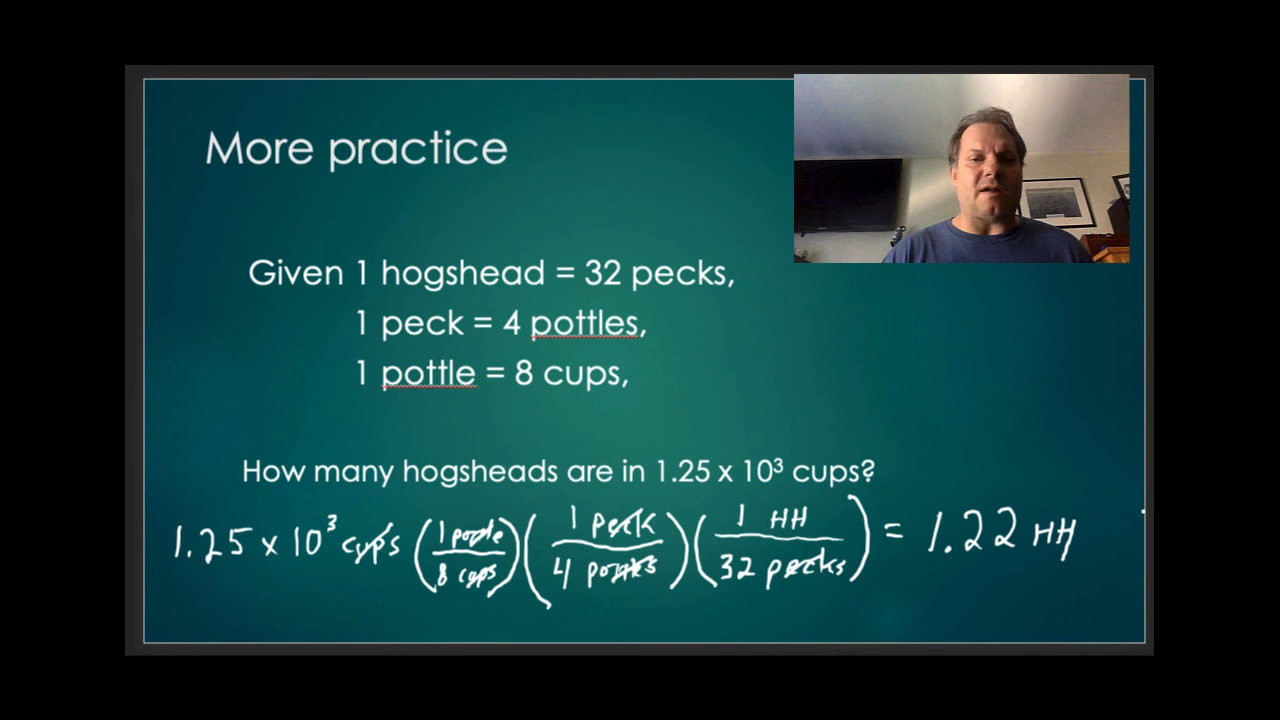 More practice
Given 1 hogshead = 32 pecks,
1 peck = 4 pottles,
1 pottle = 8 cups,
How many hogsheads are in 1.25 x 10³ cups?
1.25 x 10³ cups (1 pottle / 8 cups) (1 peck / 4 pottles) (1 HH / 32 pecks) = 1.22 HH